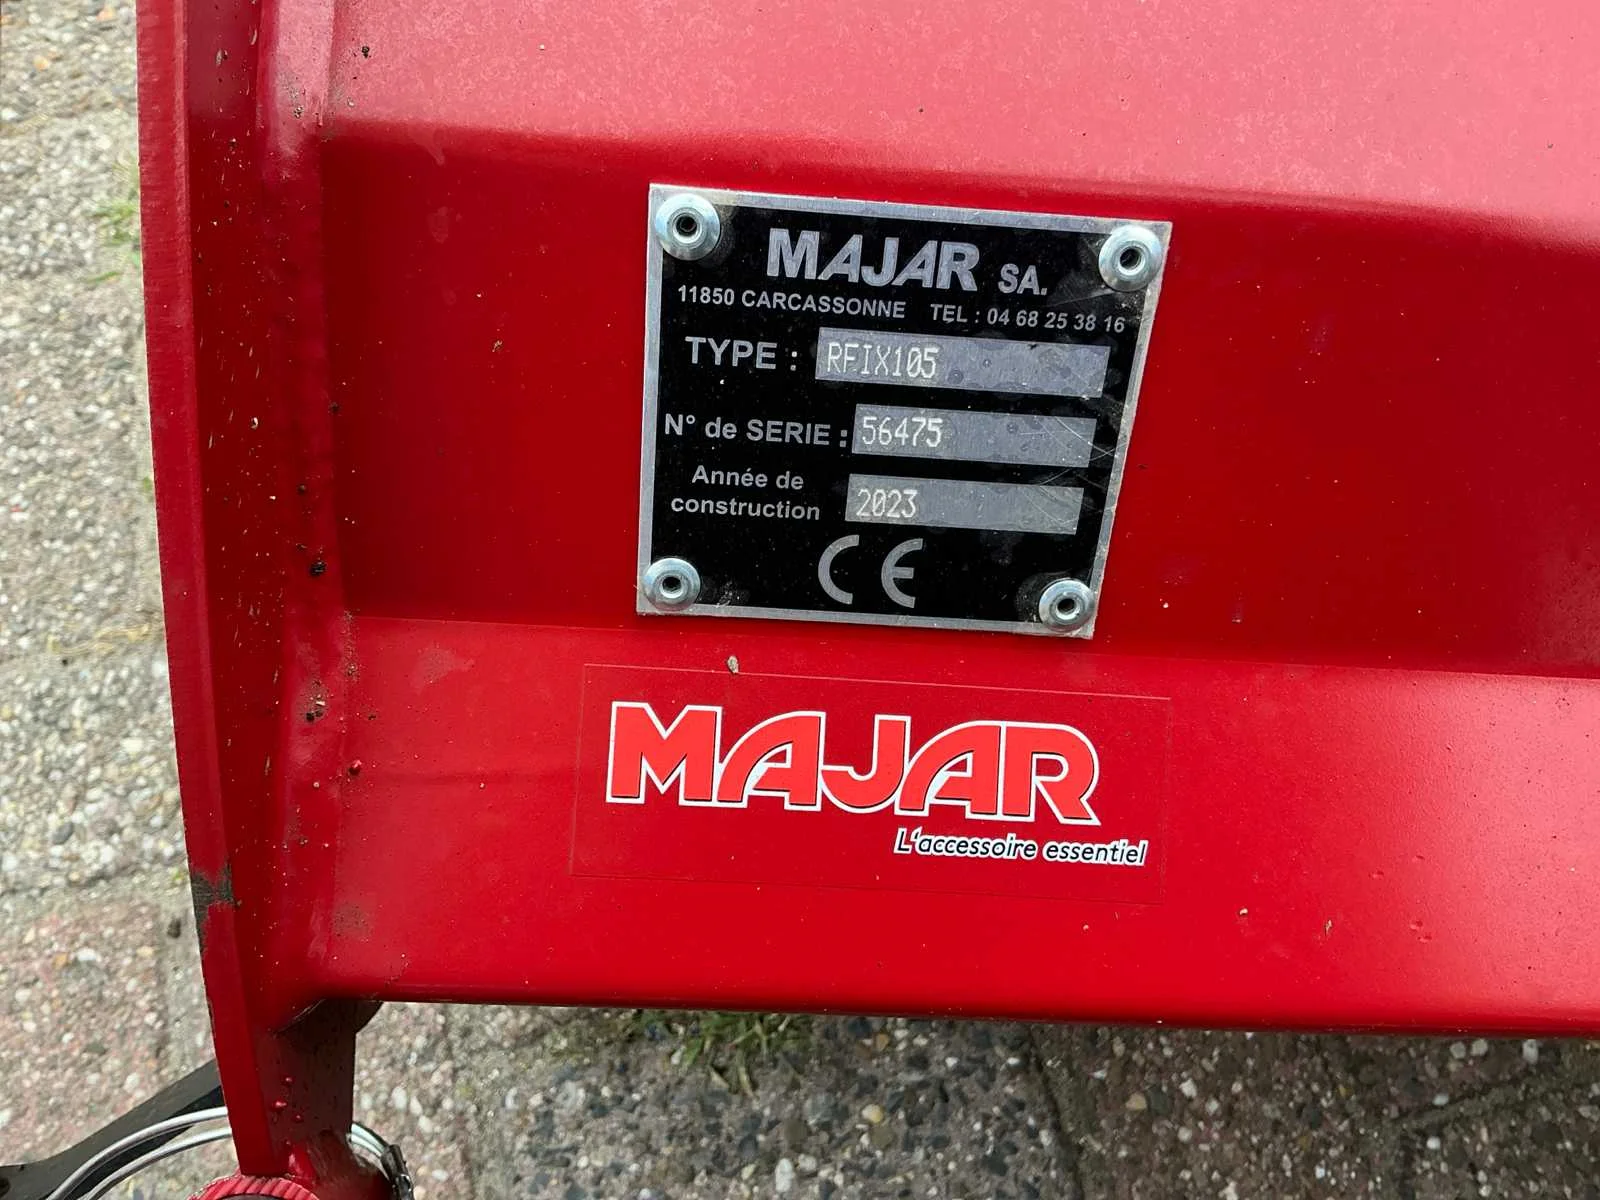 MAJAR SA.
11850 CARCASSONNE TEL : 04 68 25 38 16
TYPE : RFIX105
N° de SERIE : 56475
Année de
construction 2023
CE
MAJAR
L'accessoire essentiel